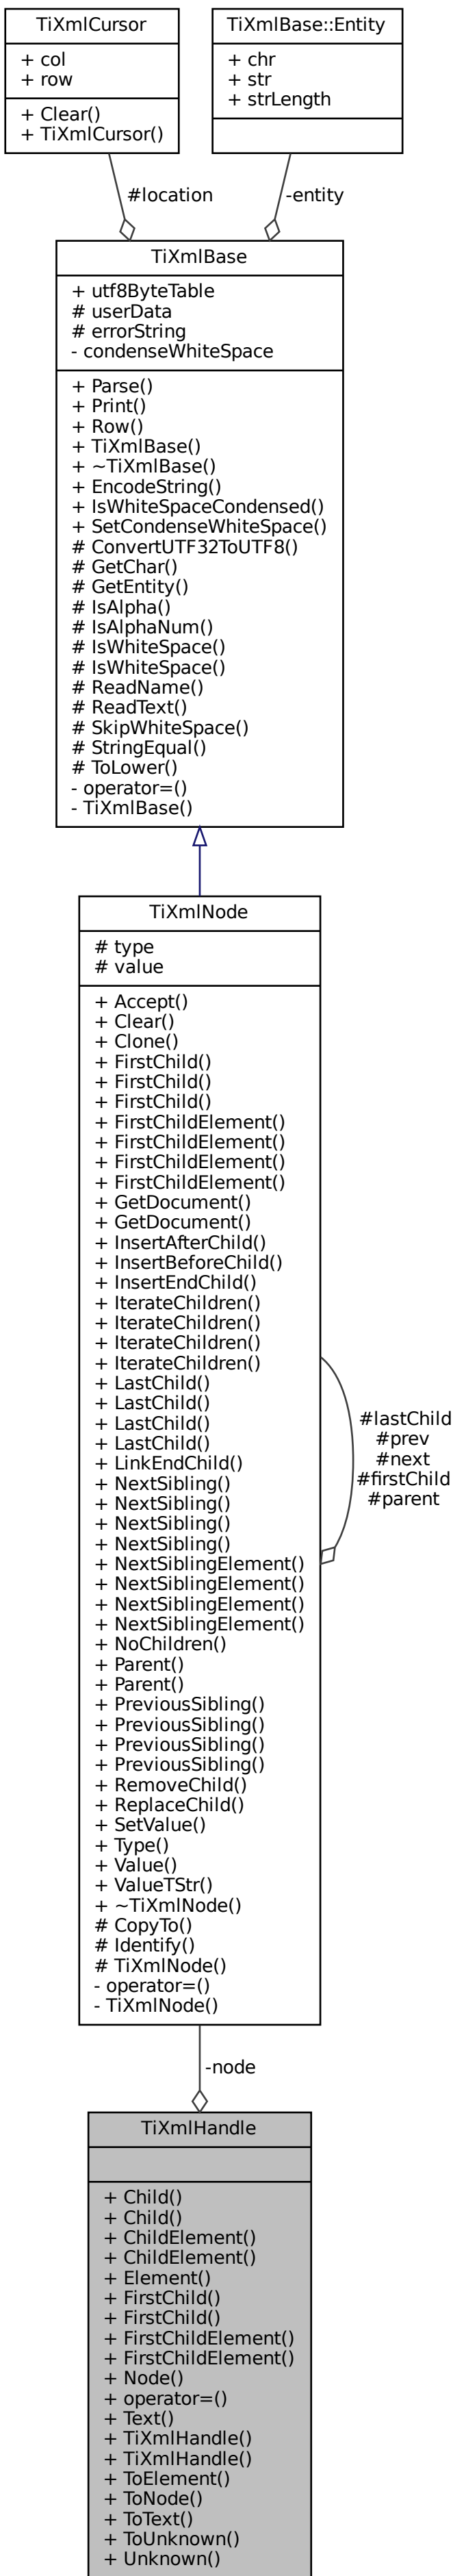 TiXmlCursor
+ col
+ row
+ Clear()
+ TiXmlCursor()
TiXmlBase::Entity
+ chr
+ str
+ strLength
#location
-entity
TiXmlBase
+ utf8ByteTable
# userData
# errorString
- condenseWhiteSpace
+ Parse()
+ Print()
+ Row()
+ TiXmlBase()
+ ~TiXmlBase()
+ EncodeString()
+ IsWhiteSpaceCondensed()
+ SetCondenseWhiteSpace()
# ConvertUTF32ToUTF8()
# GetChar()
# GetEntity()
# IsAlpha()
# IsAlphaNum()
# IsWhiteSpace()
# IsWhiteSpace()
# ReadName()
# ReadText()
# SkipWhiteSpace()
# StringEqual()
# ToLower()
- operator=()
- TiXmlBase()
TiXmlNode
# type
# value
+ Accept()
+ Clear()
+ Clone()
+ FirstChild()
+ FirstChild()
+ FirstChild()
+ FirstChildElement()
+ FirstChildElement()
+ FirstChildElement()
+ FirstChildElement()
+ GetDocument()
+ GetDocument()
+ InsertAfterChild()
+ InsertBeforeChild()
+ InsertEndChild()
+ IterateChildren()
+ IterateChildren()
+ IterateChildren()
+ IterateChildren()
+ LastChild()
+ LastChild()
+ LastChild()
+ LastChild()
+ LinkEndChild()
+ NextSibling()
+ NextSibling()
+ NextSibling()
+ NextSibling()
+ NextSiblingElement()
+ NextSiblingElement()
+ NextSiblingElement()
+ NextSiblingElement()
+ NoChildren()
+ Parent()
+ Parent()
+ PreviousSibling()
+ PreviousSibling()
+ PreviousSibling()
+ PreviousSibling()
+ RemoveChild()
+ ReplaceChild()
+ SetValue()
+ Type()
+ Value()
+ ValueTStr()
+ ~TiXmlNode()
# CopyTo()
# Identify()
# TiXmlNode()
- operator=()
- TiXmlNode()
#lastChild
#prev
#next
#firstChild
#parent
-node
TiXmlHandle
+ Child()
+ Child()
+ ChildElement()
+ ChildElement()
+ Element()
+ FirstChild()
+ FirstChild()
+ FirstChildElement()
+ FirstChildElement()
+ Node()
+ operator=()
+ Text()
+ TiXmlHandle()
+ TiXmlHandle()
+ ToElement()
+ ToNode()
+ ToText()
+ ToUnknown()
+ Unknown()